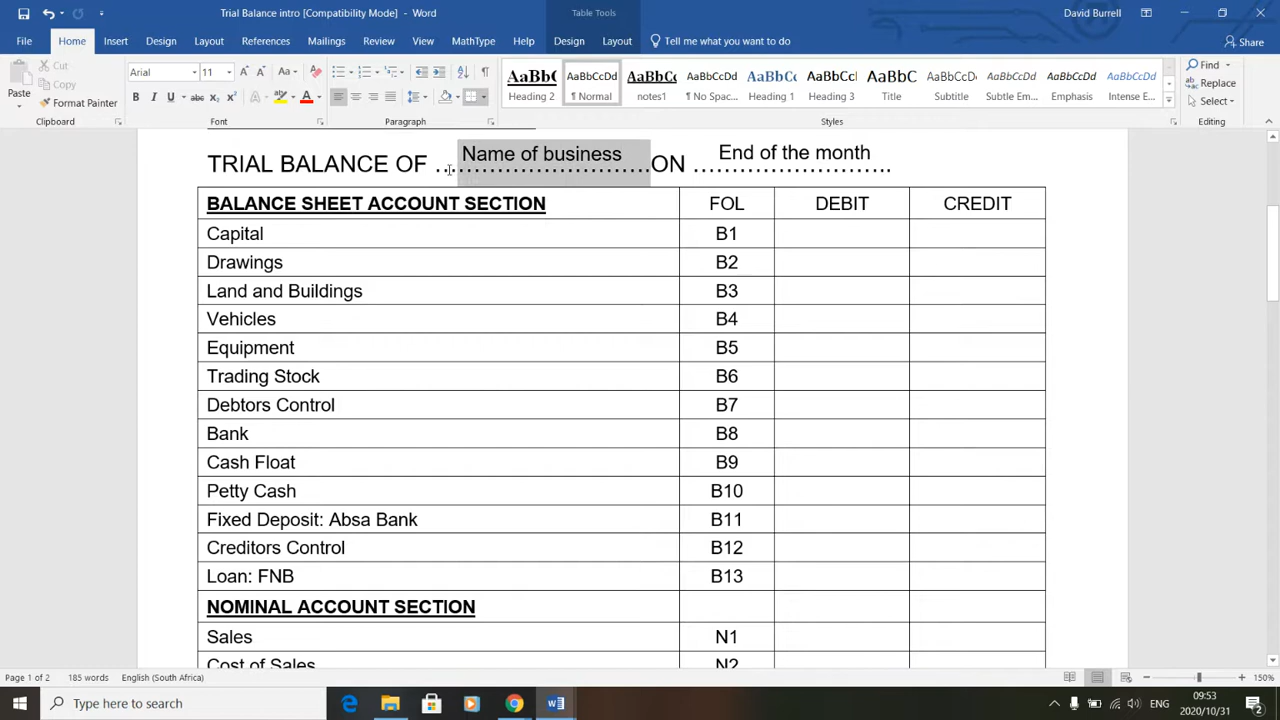 Trial Balance intro [Compatibility Mode] - Word
Table Tools
David Burrell
File Home Insert Design Layout References Mailings Review View MathType Help Design Layout Tell me what you want to do Share
Paste
Cut
Copy
Format Painter
Clipboard
Arial 11
Font
Paragraph
AaBbC AaBbCcDd AaBbCc AaBbCcDd AaBbCc AaBbCc AaBbC AaBbCcDd AaBbCcDd AaBbCcDd AaBbCcDd
Heading 2 ¶ Normal notes1 ¶ No Spac... Heading 1 Heading 3 Title Subtitle Subtle Em... Emphasis Intense E...
Styles
Find
Replace
Select
Editing
Name of business End of the month
TRIAL BALANCE OF ……………………….ON ……………………..
BALANCE SHEET ACCOUNT SECTION FOL DEBIT CREDIT
Capital B1
Drawings B2
Land and Buildings B3
Vehicles B4
Equipment B5
Trading Stock B6
Debtors Control B7
Bank B8
Cash Float B9
Petty Cash B10
Fixed Deposit: Absa Bank B11
Creditors Control B12
Loan: FNB B13
NOMINAL ACCOUNT SECTION
Sales N1
Cost of Sales N2
Page 1 of 2 185 words English (South Africa) 150%
Type here to search
09:53
2020/10/31
2